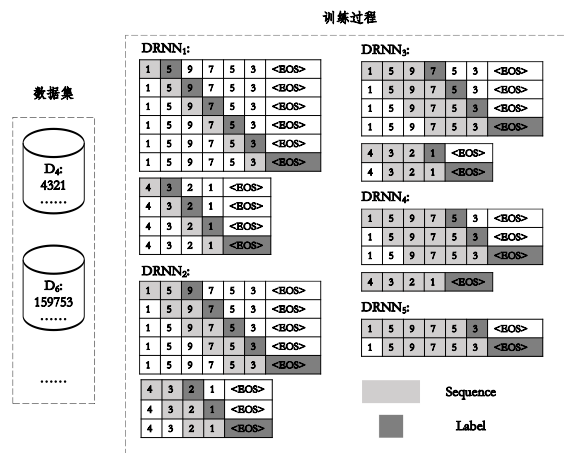 训练过程
数据集
D₄:
4321
......
D₆:
159753
......
......
DRNN₁:
1 5 9 7 5 3 <EOS>
1 5 9 7 5 3 <EOS>
1 5 9 7 5 3 <EOS>
1 5 9 7 5 3 <EOS>
1 5 9 7 5 3 <EOS>
1 5 9 7 5 3 <EOS>
4 3 2 1 <EOS>
4 3 2 1 <EOS>
4 3 2 1 <EOS>
4 3 2 1 <EOS>
DRNN₂:
1 5 9 7 5 3 <EOS>
1 5 9 7 5 3 <EOS>
1 5 9 7 5 3 <EOS>
1 5 9 7 5 3 <EOS>
1 5 9 7 5 3 <EOS>
4 3 2 1 <EOS>
4 3 2 1 <EOS>
4 3 2 1 <EOS>
DRNN₃:
1 5 9 7 5 3 <EOS>
1 5 9 7 5 3 <EOS>
1 5 9 7 5 3 <EOS>
1 5 9 7 5 3 <EOS>
4 3 2 1 <EOS>
4 3 2 1 <EOS>
DRNN₄:
1 5 9 7 5 3 <EOS>
1 5 9 7 5 3 <EOS>
1 5 9 7 5 3 <EOS>
4 3 2 1 <EOS>
DRNN₅:
1 5 9 7 5 3 <EOS>
1 5 9 7 5 3 <EOS>
Sequence
Label